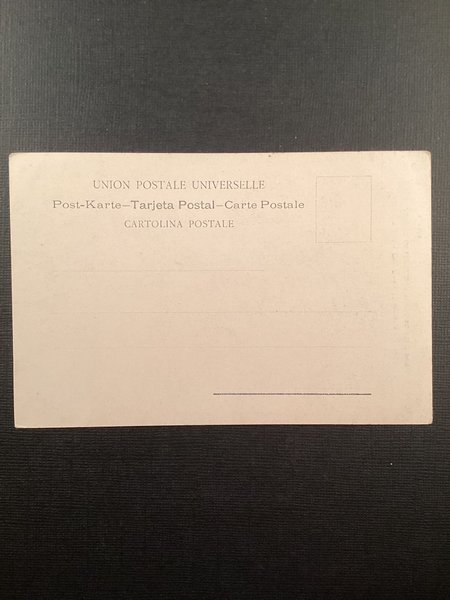 UNION POSTALE UNIVERSELLE
Post-Karte–Tarjeta Postal–Carte Postale
CARTOLINA POSTALE